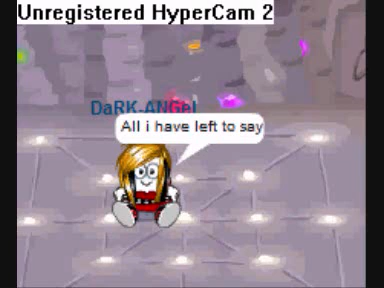 Unregistered HyperCam 2
DaRK-ANGel
All i have left to say